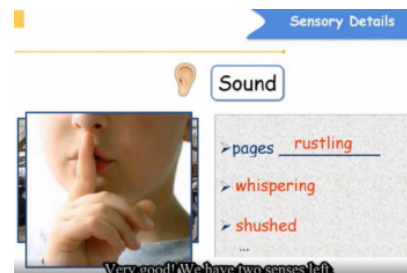 Sensory Details
Sound
pages rustling
whispering
shushed
...
Very good! We have two senses left.